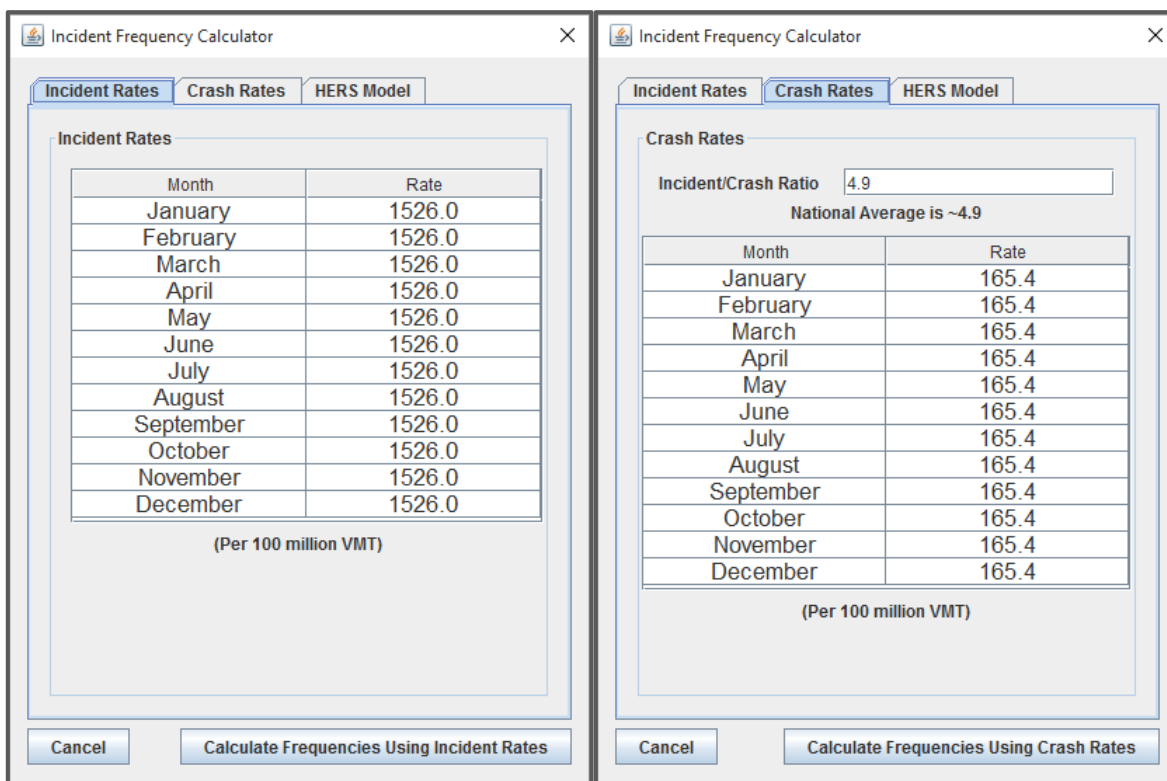 Incident Frequency Calculator
Incident Rates Crash Rates HERS Model
Incident Rates
Month Rate
January 1526.0
February 1526.0
March 1526.0
April 1526.0
May 1526.0
June 1526.0
July 1526.0
August 1526.0
September 1526.0
October 1526.0
November 1526.0
December 1526.0
(Per 100 million VMT)
Cancel Calculate Frequencies Using Incident Rates
Incident Frequency Calculator
Incident Rates Crash Rates HERS Model
Crash Rates
Incident/Crash Ratio 4.9
National Average is ~4.9
Month Rate
January 165.4
February 165.4
March 165.4
April 165.4
May 165.4
June 165.4
July 165.4
August 165.4
September 165.4
October 165.4
November 165.4
December 165.4
(Per 100 million VMT)
Cancel Calculate Frequencies Using Crash Rates